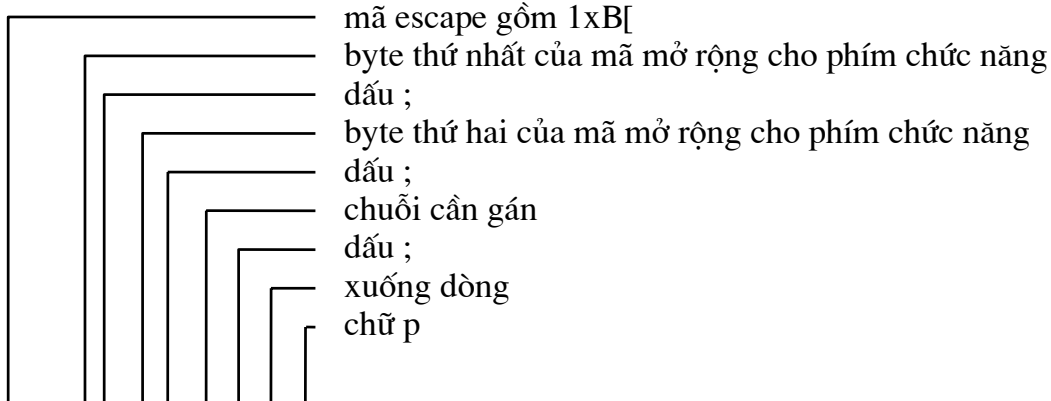 mã escape gồm 1xB[
byte thứ nhất của mã mở rộng cho phím chức năng
dấu ;
byte thứ hai của mã mở rộng cho phím chức năng
dấu ;
chuỗi cần gán
dấu ;
xuống dòng
chữ p